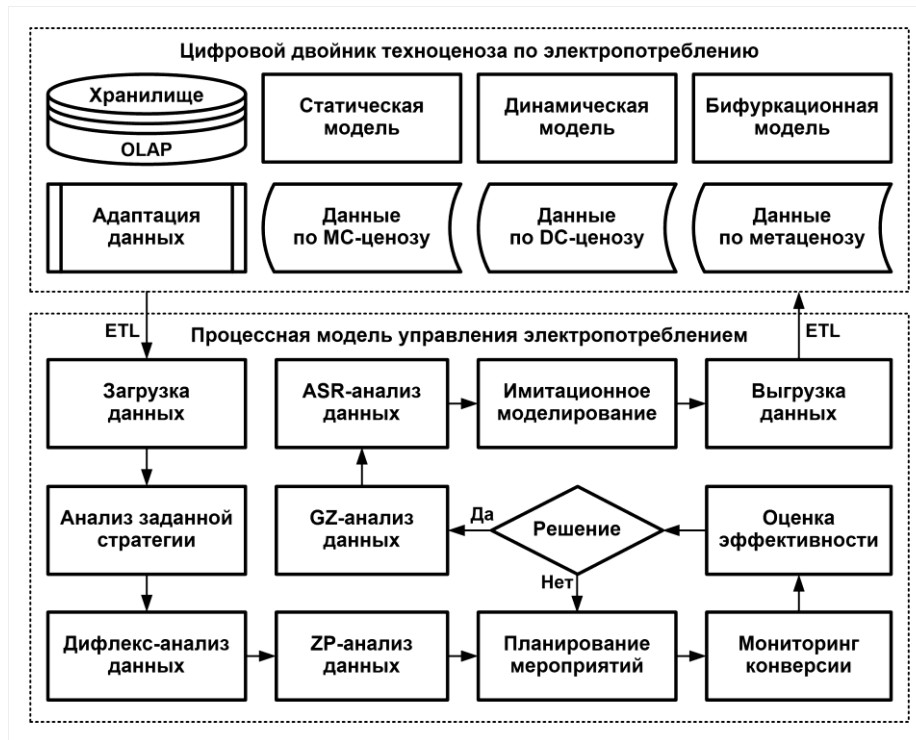 Цифровой двойник техноценоза по электропотреблению
Хранилище
OLAP
Статическая
модель
Динамическая
модель
Бифуркационная
модель
Адаптация
данных
Данные
по МС-ценозу
Данные
по DC-ценозу
Данные
по метаценозу
ETL
ETL
Процессная модель управления электропотреблением
Загрузка
данных
ASR-анализ
данных
Имитационное
моделирование
Выгрузка
данных
Анализ заданной
стратегии
GZ-анализ
данных
Да
Решение
Нет
Оценка
эффективности
Дифлекс-анализ
данных
ZP-анализ
данных
Планирование
мероприятий
Мониторинг
конверсии